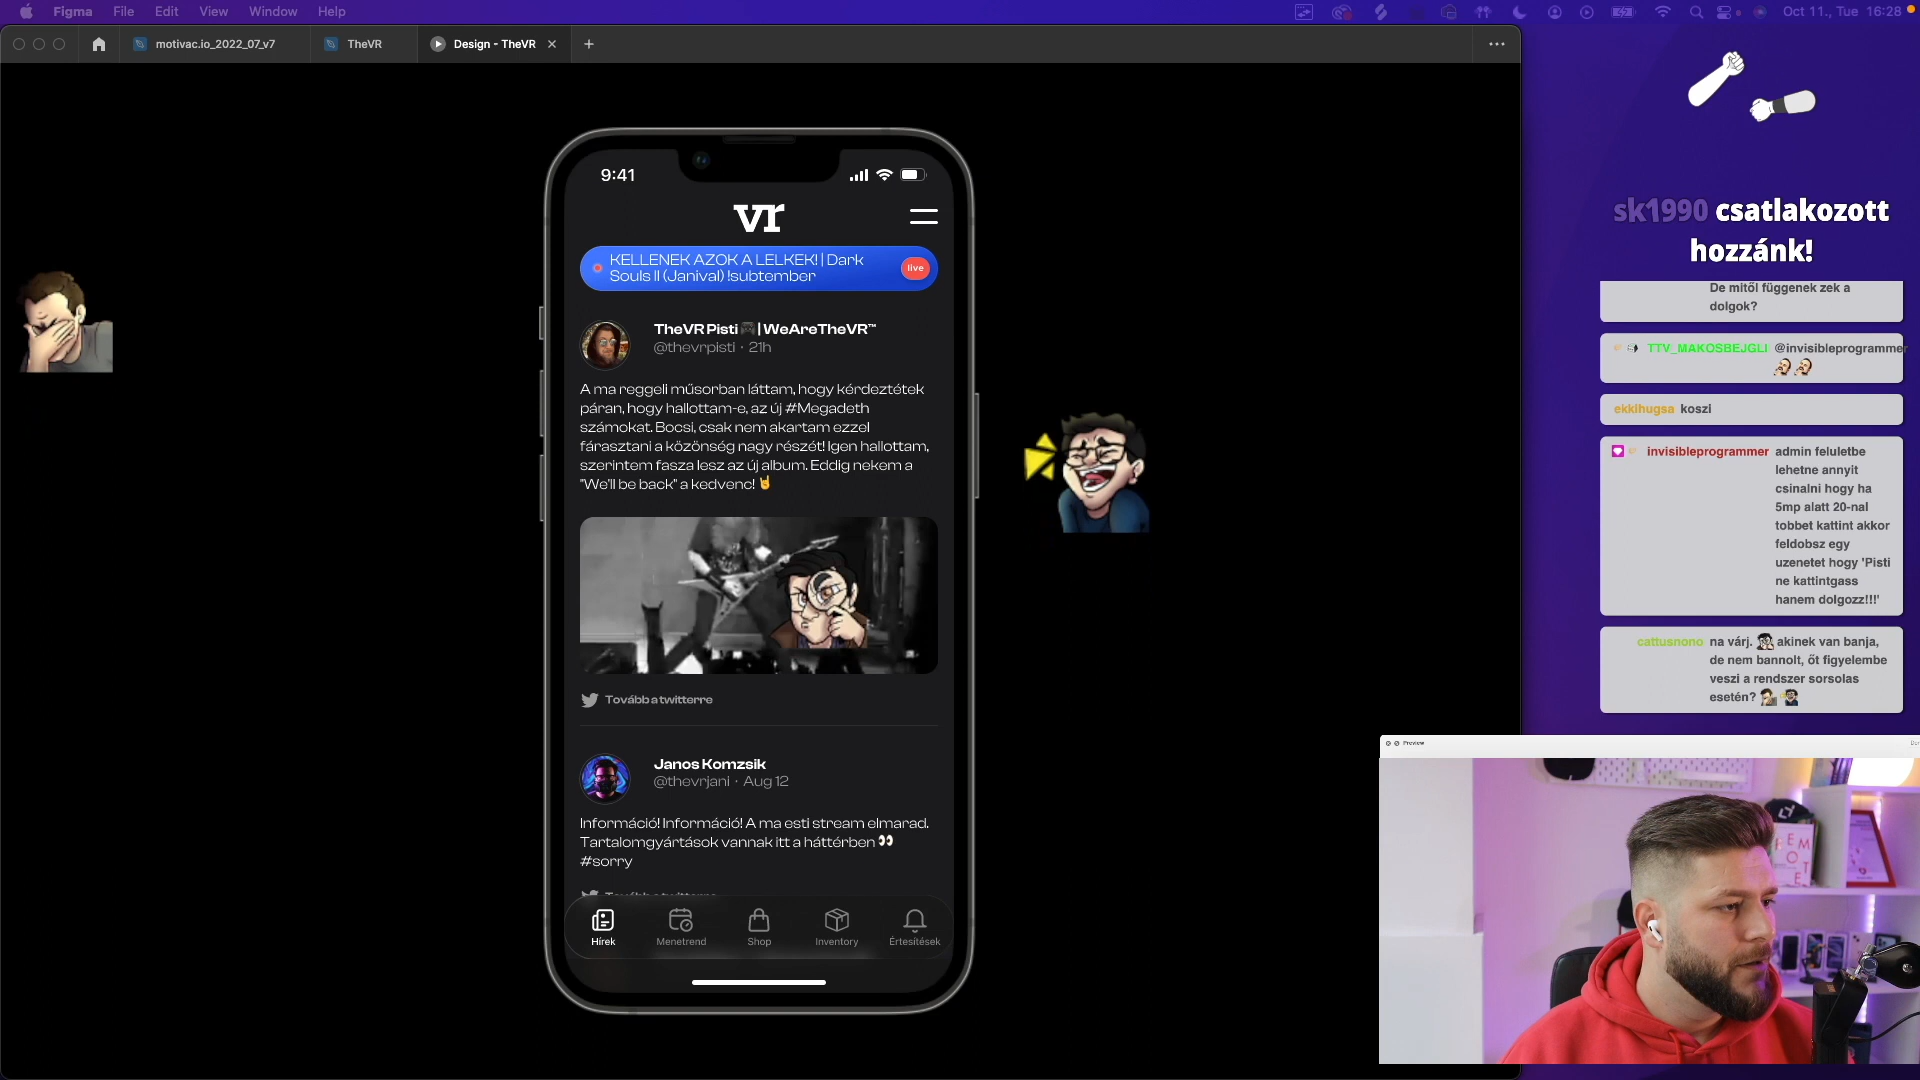 Figma File Edit View Window Help
Oct 11., Tue 16:28
motivac.io_2022_07_v7
TheVR
Design - TheVR
9:41
vr
KELLENEK AZOK A LELKEK! | Dark
Souls II (Janival) !subtember
live
TheVR Pisti | WeAreTheVR™
@thevrpisti · 21h
A ma reggeli műsorban láttam, hogy kérdeztétek
páran, hogy hallottam-e, az új #Megadeth
számokat. Bocsi, csak nem akartam ezzel
fárasztani a közönség nagy részét! Igen hallottam,
szerintem fasza lesz az új album. Eddig nekem a
"We'll be back" a kedvenc! 🤘
Tovább a twitterre
Janos Komzsik
@thevrjani · Aug 12
Információ! Információ! A ma esti stream elmarad.
Tartalomgyártások vannak itt a háttérben 👀
#sorry
Tovább a twitterre
Hírek
Menetrend
Shop
Inventory
Értesítések
sk1990 csatlakozott
hozzánk!
De mitől függenek zek a
dolgok?
TTV_MAKOSBEJGLI @invisibleprogrammer
ekklhugsa koszi
invisibleprogrammer admin feluletbe
lehetne annyit
csinalni hogy ha
5mp alatt 20-nal
tobbet kattint akkor
feldobsz egy
uzenetet hogy 'Pisti
ne kattintgass
hanem dolgozz!!!'
cattusnono na várj. akinek van banja,
de nem bannolt, őt figyelembe
veszi a rendszer sorsolas
esetén?
Preview